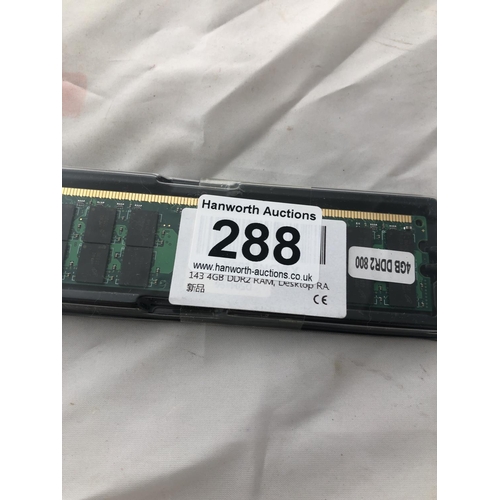 Hanworth Auctions
288
www.hanworth-auctions.co.uk
143 4GB DDR2 RAM, Desktop RA
新品
CE
4GB DDR2 800